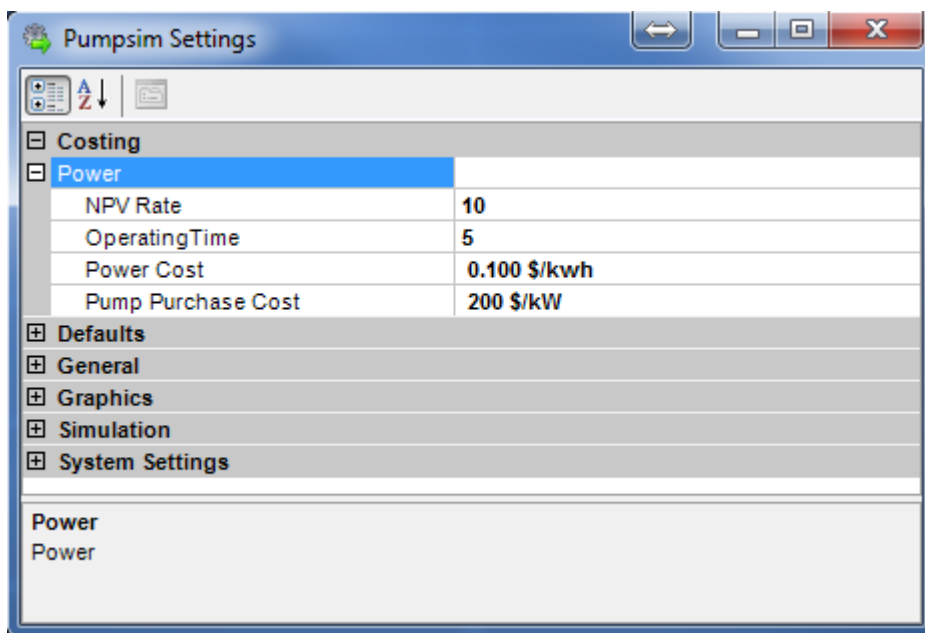 Pumpsim Settings
Costing
Power
NPV Rate 10
OperatingTime 5
Power Cost 0.100 $/kwh
Pump Purchase Cost 200 $/kW
Defaults
General
Graphics
Simulation
System Settings
Power
Power